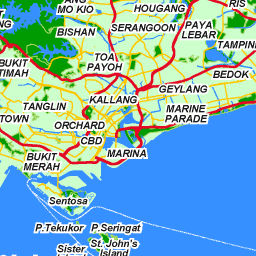 ANG
MO KIO
HOUGANG
RIS
BISHAN
SERANGOON
PAYA
LEBAR
TAMPINE
TOA
PAYOH
BUKIT
TIMAH
BEDOK
GEYLANG
KALLANG
TANGLIN
MARINE
PARADE
TOWN
ORCHARD
CBD
BUKIT
MERAH
MARINA
Sentosa
P.Tekukor
P.Seringat
Sister
St. John's
Island